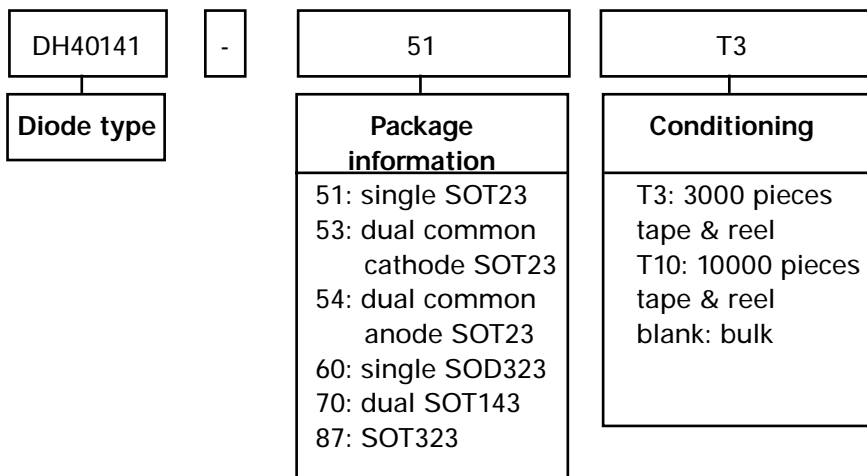 DH40141 - 51 T3
Diode type
Package
information
51: single SOT23
53: dual common
cathode SOT23
54: dual common
anode SOT23
60: single SOD323
70: dual SOT143
87: SOT323
Conditioning
T3: 3000 pieces
tape & reel
T10: 10000 pieces
tape & reel
blank: bulk